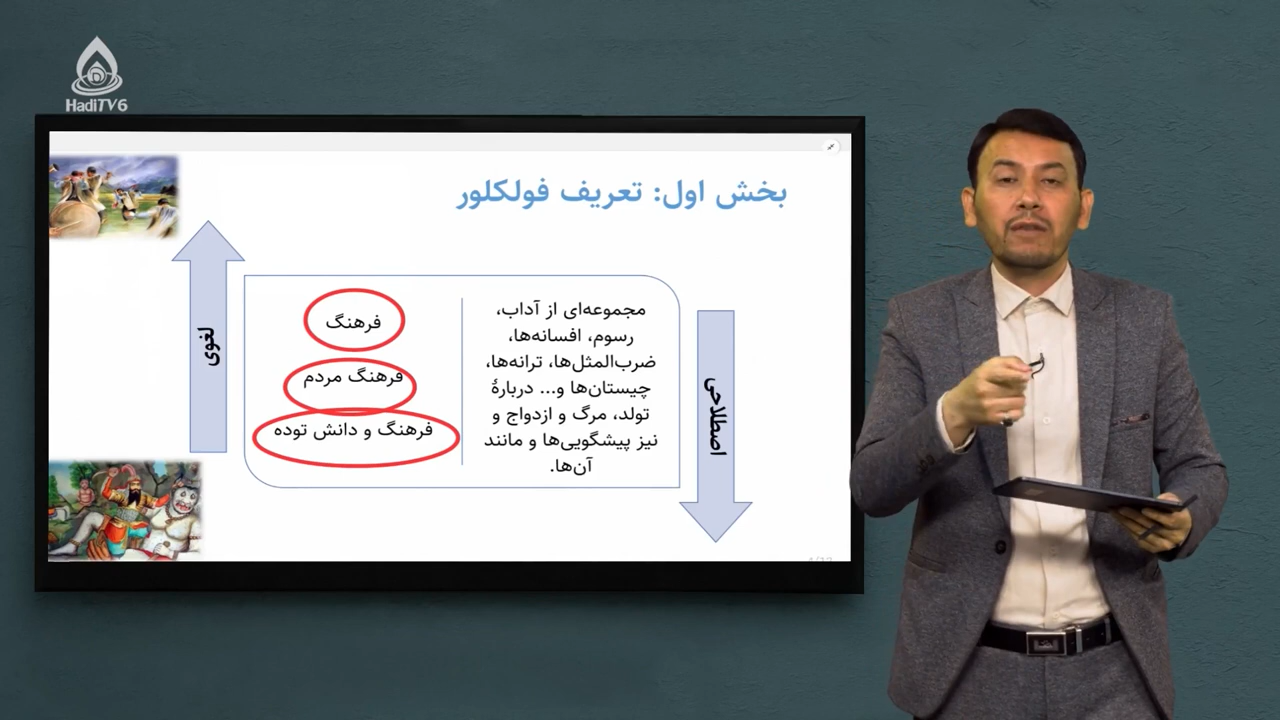 HadiTV6
بخش اول: تعریف فولکلور
مجموعه‌ای از آداب،
رسوم، افسانه‌ها،
ضرب‌المثل‌ها، ترانه‌ها،
چیستان‌ها و... دربارهٔ
تولد، مرگ و ازدواج و
نیز پیشگویی‌ها و مانند
آن‌ها.
اصطلاحی
فرهنگ
فرهنگ مردم
فرهنگ و دانش توده
لغوی